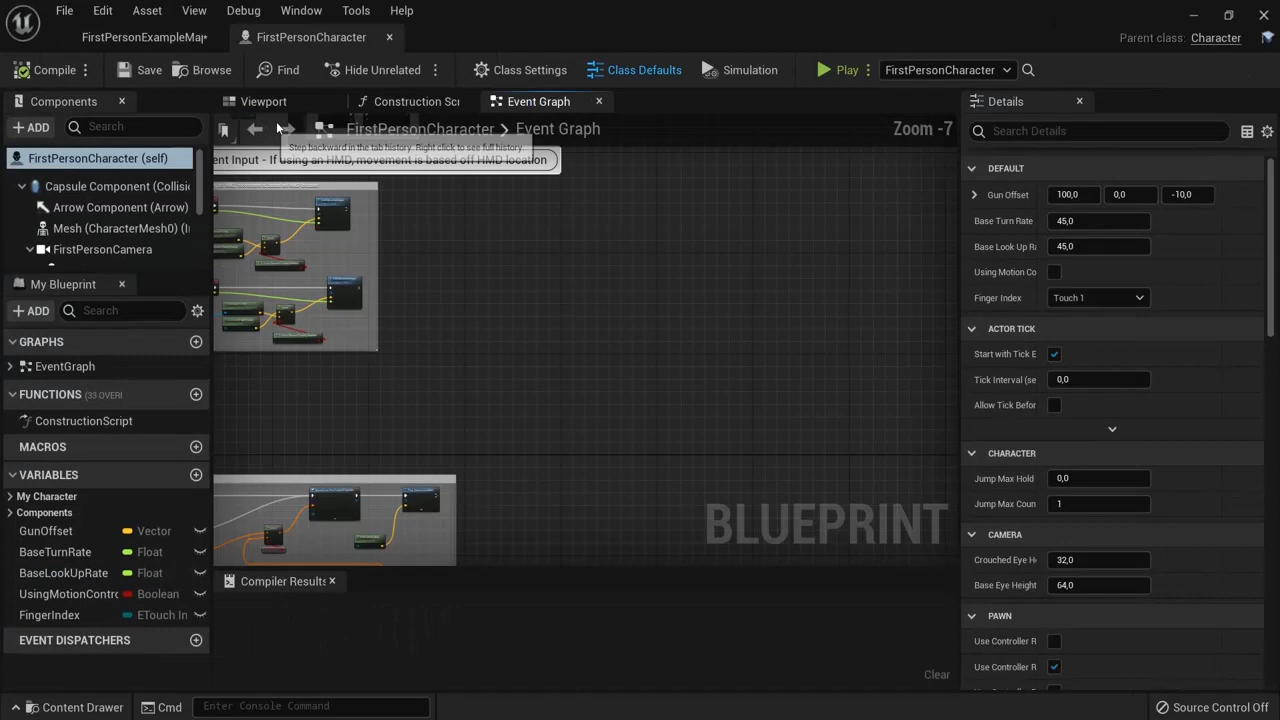 File Edit Asset View Debug Window Tools Help
FirstPersonExampleMap* FirstPersonCharacter Parent class: Character
Compile Save Browse Find Hide Unrelated Class Settings Class Defaults Simulation Play FirstPersonCharacter
Components Viewport Construction Scr Event Graph Details
ADD Search FirstPersonCharacter > Event Graph Zoom -7 Search Details
Step backward in the tab history. Right click to see full history.
ent Input - If using an HMD, movement is based off HMD location
FirstPersonCharacter (self)
Capsule Component (Collisi
Arrow Component (Arrow)
Mesh (CharacterMesh0) (I
FirstPersonCamera
My Blueprint
ADD Search
GRAPHS
EventGraph
FUNCTIONS (33 OVERI
ConstructionScript
MACROS
VARIABLES
My Character
Components
GunOffset Vector
BaseTurnRate Float
BaseLookUpRate Float
UsingMotionContro Boolean
FingerIndex ETouch In
EVENT DISPATCHERS
BLUEPRINT
Compiler Results
Clear
DEFAULT
Gun Offset 100,0 0,0 -10,0
Base Turn Rate 45,0
Base Look Up Ra 45,0
Using Motion Co
Finger Index Touch 1
ACTOR TICK
Start with Tick E
Tick Interval (se 0,0
Allow Tick Befor
CHARACTER
Jump Max Hold 0,0
Jump Max Coun 1
CAMERA
Crouched Eye H 32,0
Base Eye Height 64,0
PAWN
Use Controller R
Use Controller R
Content Drawer Cmd Enter Console Command Source Control Off